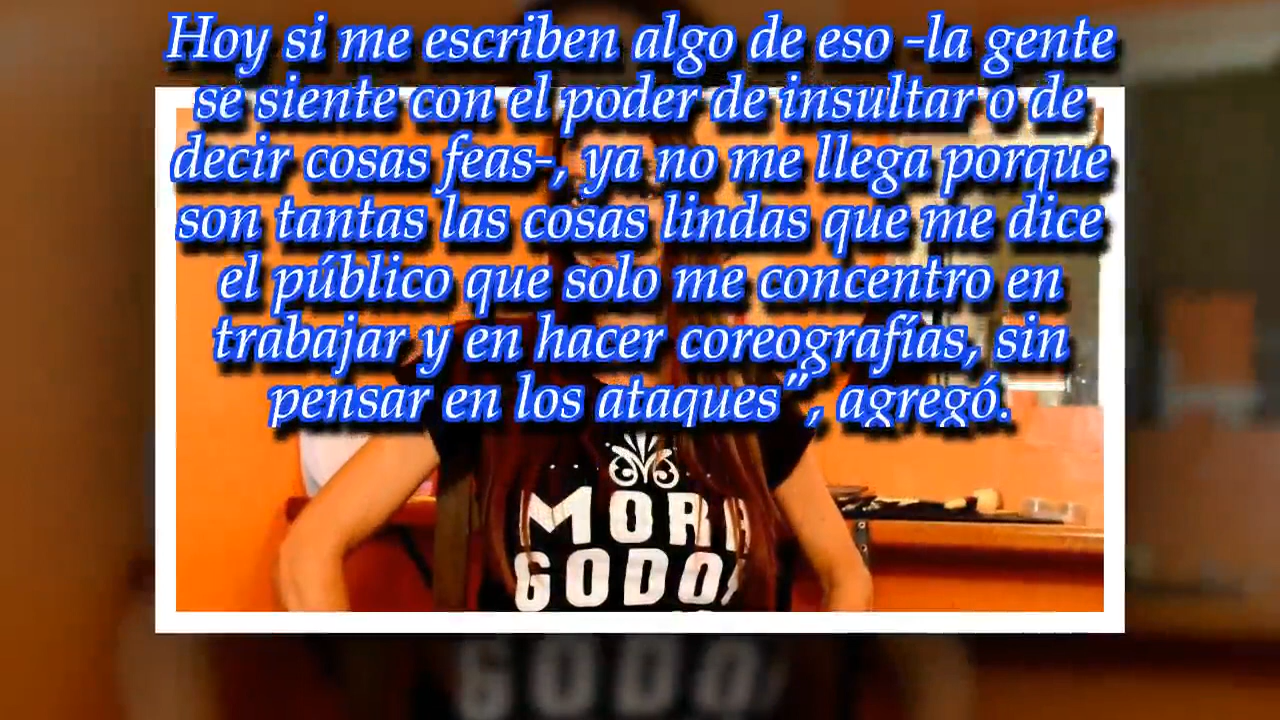 Hoy si me escriben algo de eso -la gente
se siente con el poder de insultar o de
decir cosas feas-, ya no me llega porque
son tantas las cosas lindas que me dice
el público que solo me concentro en
trabajar y en hacer coreografías, sin
pensar en los ataques”, agregó.
MORA
GODO
GODO